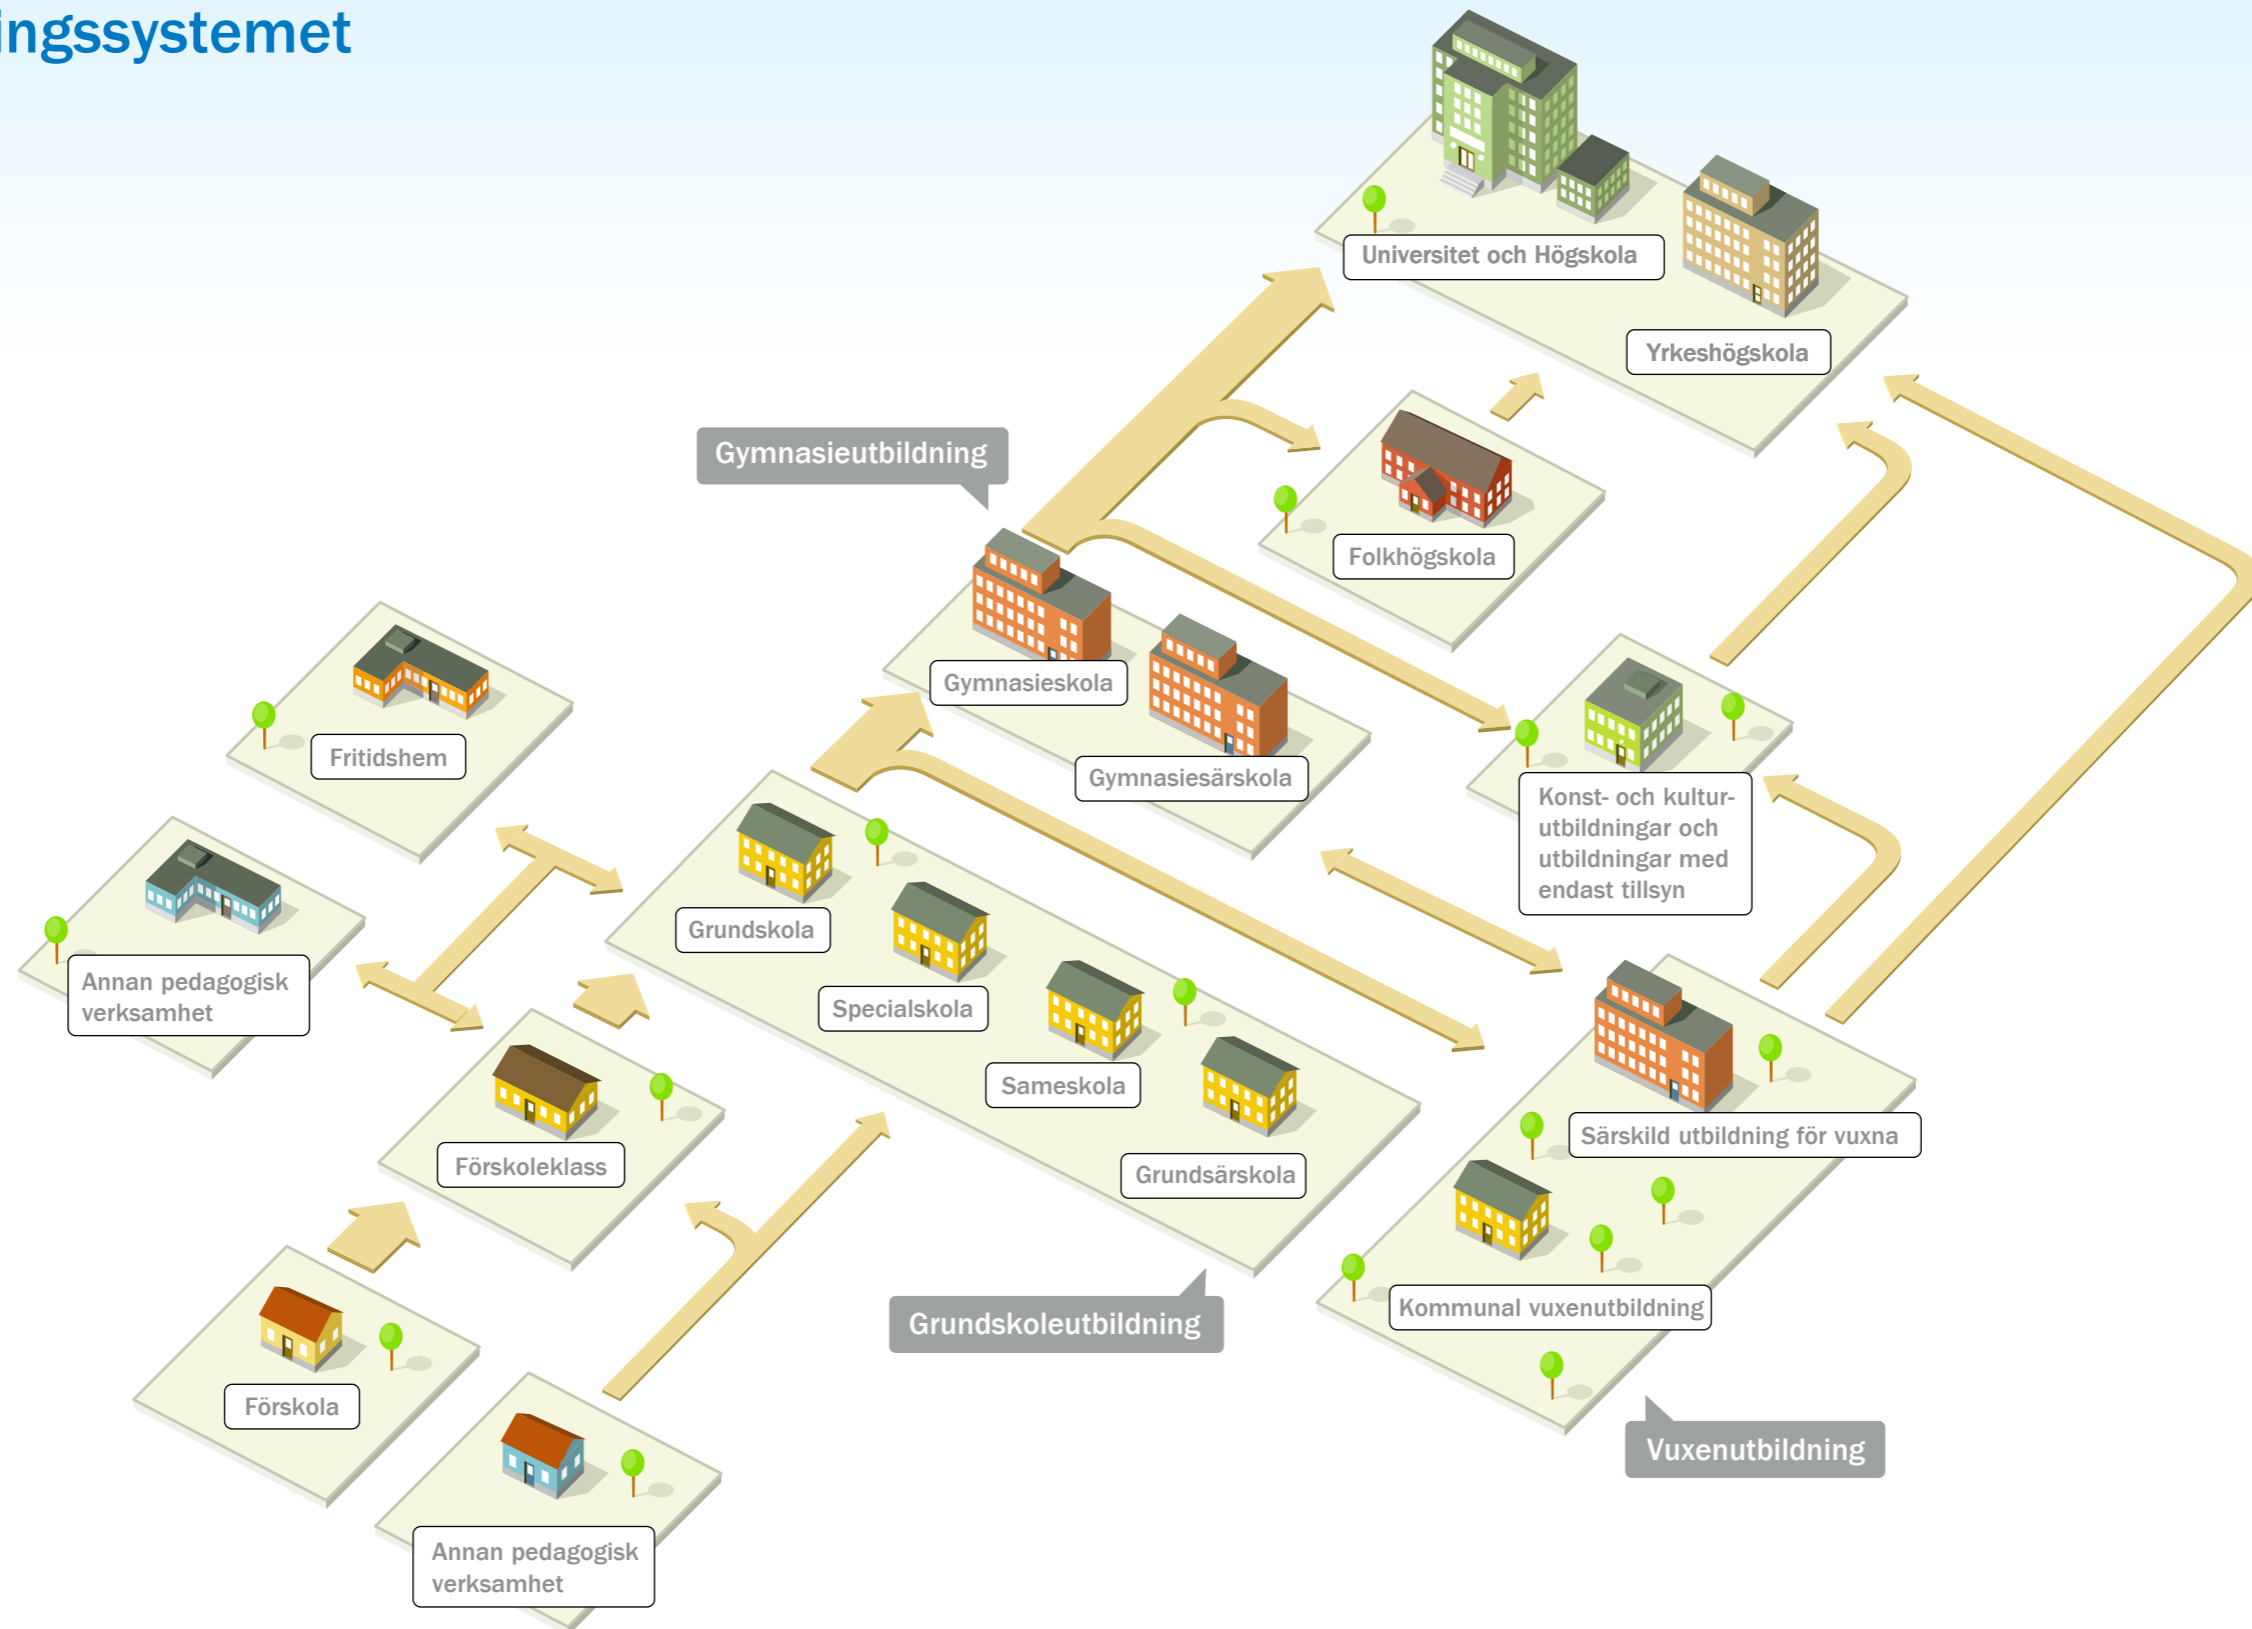 ingssystemet
Universitet och Högskola
Yrkeshögskola
Gymnasieutbildning
Folkhögskola
Gymnasieskola
Gymnasiesärskola
Fritidshem
Konst- och kultur-
utbildningar och
utbildningar med
endast tillsyn
Grundskola
Annan pedagogisk
verksamhet
Specialskola
Sameskola
Särskild utbildning för vuxna
Förskoleklass
Grundsärskola
Kommunal vuxenutbildning
Grundskoleutbildning
Förskola
Vuxenutbildning
Annan pedagogisk
verksamhet